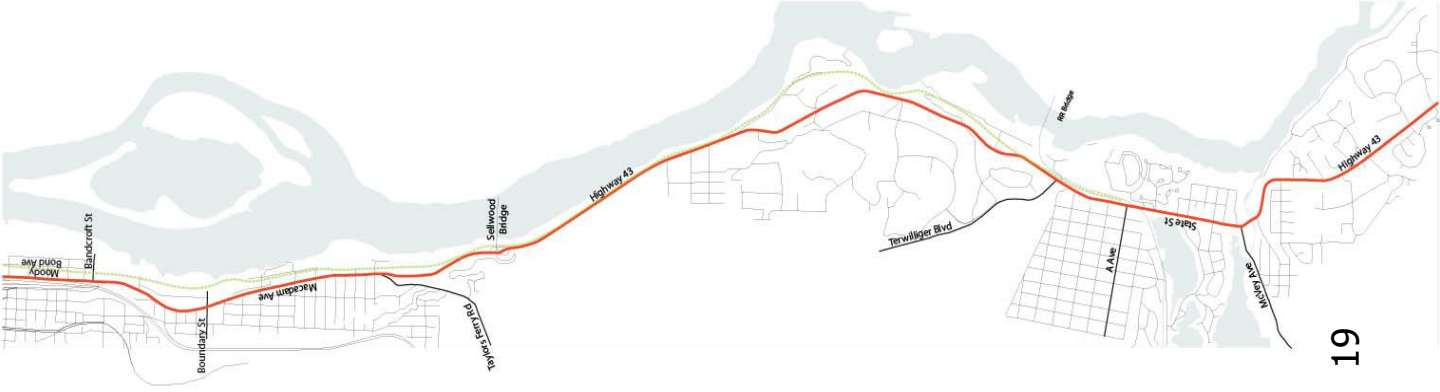 Moody
Bond Ave
Bandcroft St
Boundary St
Macadam Ave
Taylors Ferry Rd
Sellwood
Bridge
Highway 43
Terwilliger Blvd
RR Bridge
A Ave
State St
McVey Ave
Highway 43
19